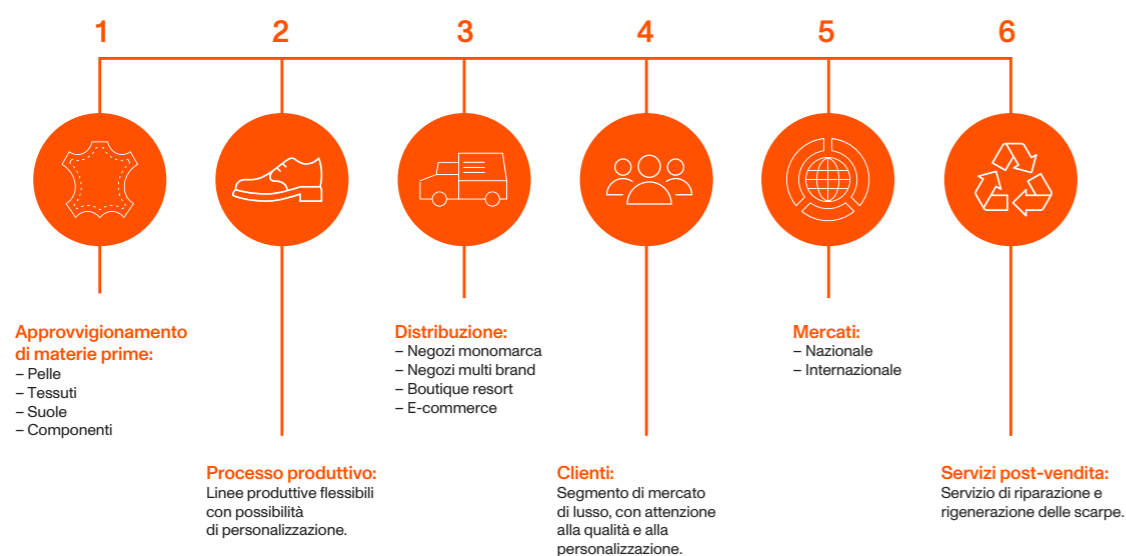 1
2
3
4
5
6
Approvvigionamento
di materie prime:
– Pelle
– Tessuti
– Suole
– Componenti
Processo produttivo:
Linee produttive flessibili
con possibilità
di personalizzazione.
Distribuzione:
– Negozi monomarca
– Negozi multi brand
– Boutique resort
– E-commerce
Clienti:
Segmento di mercato
di lusso, con attenzione
alla qualità e alla
personalizzazione.
Mercati:
– Nazionale
– Internazionale
Servizi post-vendita:
Servizio di riparazione e
rigenerazione delle scarpe.